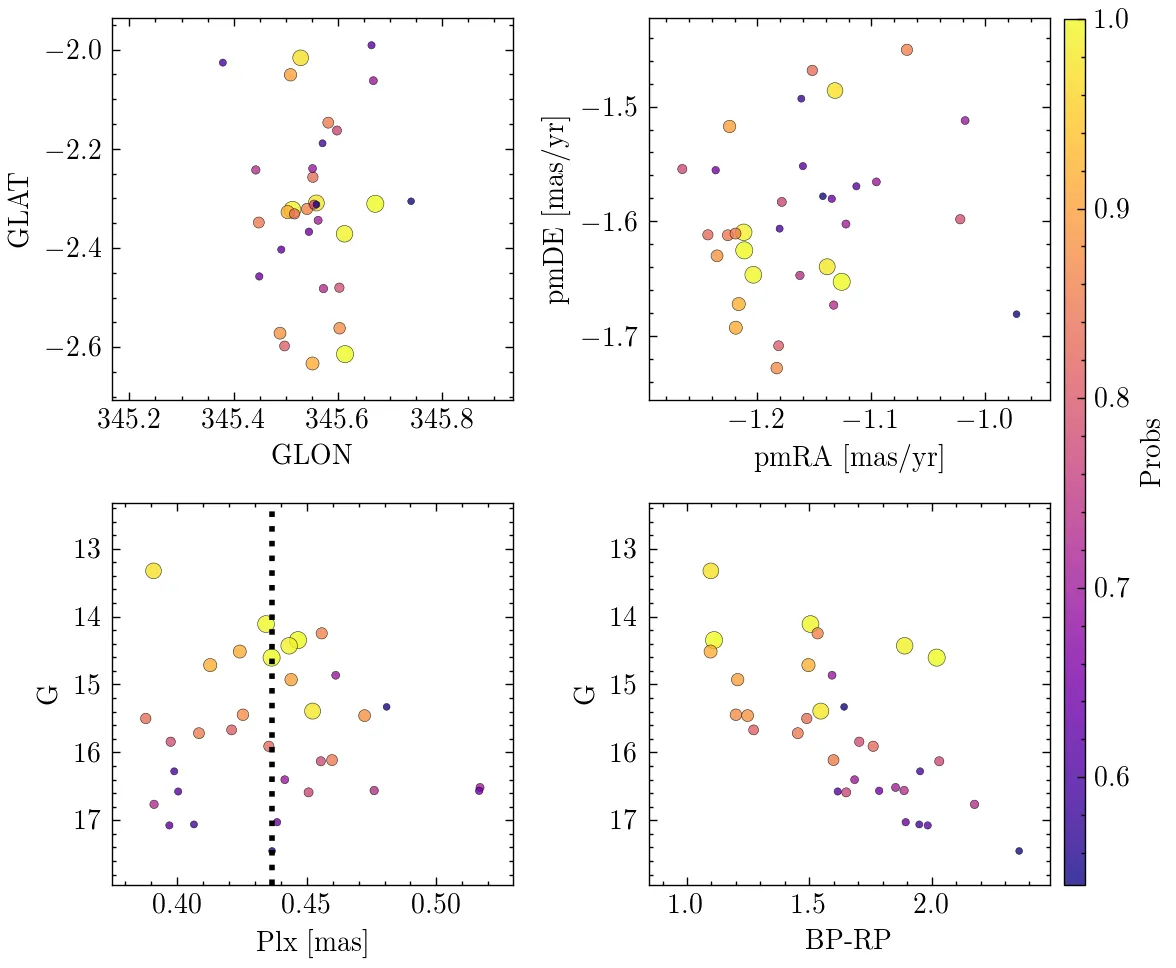 −2.0
−2.2
−2.4
−2.6
GLAT
345.2 345.4 345.6 345.8
GLON
−1.5
−1.6
−1.7
pmDE [mas/yr]
−1.2 −1.1 −1.0
pmRA [mas/yr]
1.0
0.9
0.8
0.7
0.6
Probs
13
14
15
16
17
G
0.40 0.45 0.50
Plx [mas]
13
14
15
16
17
G
1.0 1.5 2.0
BP-RP